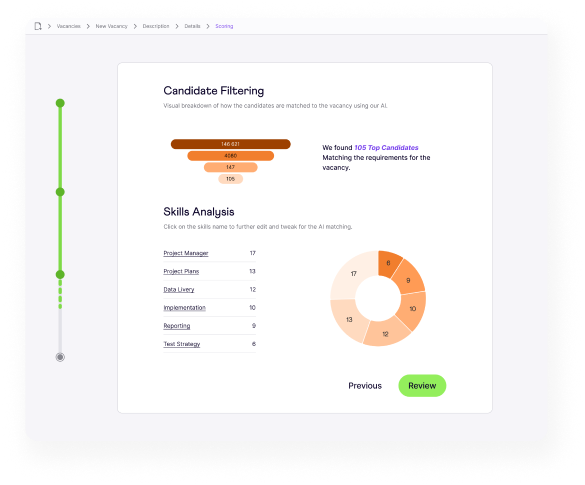 Vacancies > New Vacancy > Description > Details > Scoring
Candidate Filtering
Visual breakdown of how the candidates are matched to the vacancy using our AI.
146 621
4080
147
105
We found 105 Top Candidates
Matching the requirements for the
vacancy.
Skills Analysis
Click on the skills name to further edit and tweak for the AI matching.
Project Manager 17
Project Plans 13
Data Livery 12
Implementation 10
Reporting 9
Test Strategy 6
6
9
10
12
13
17
Previous
Review